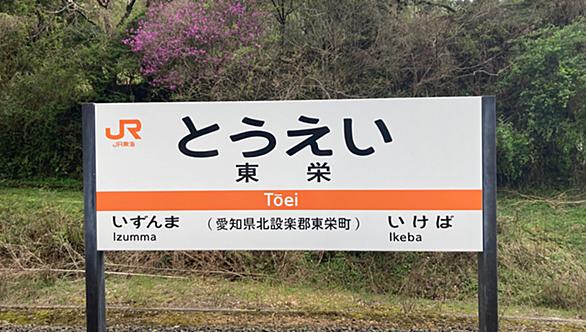 JR
JR東海
とうえい
東栄
Tōei
いずんま
Izumma
（愛知県北設楽郡東栄町）
いけば
Ikeba